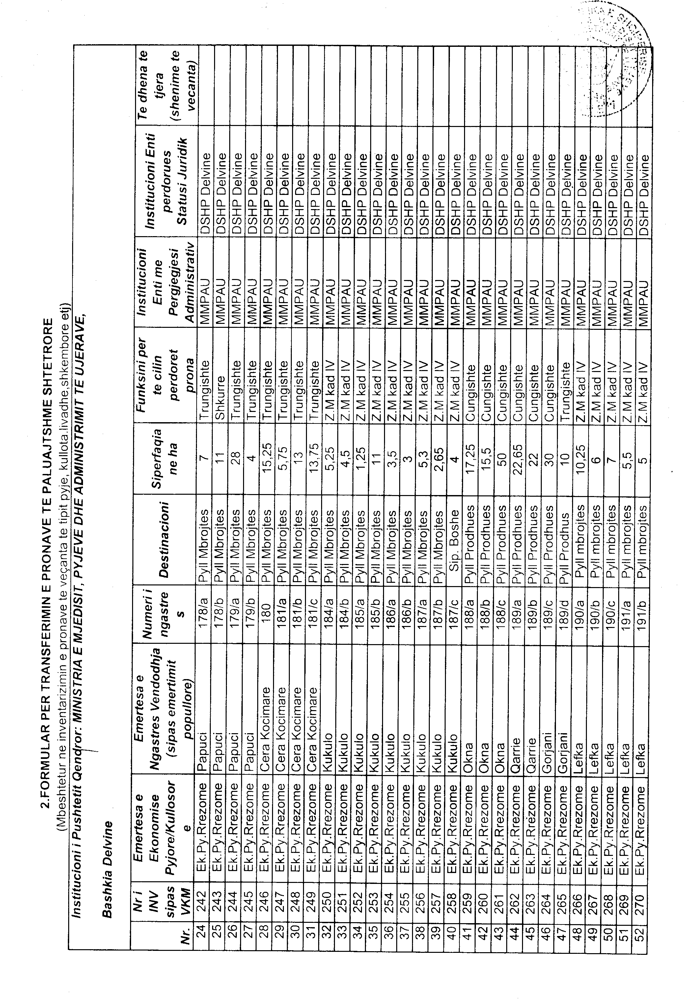 2.FORMULAR PER TRANSFERIMIN E PRONAVE TE PALUAJTSHME SHTETRORE
(Mbeshtetur ne inventarizimin e pronave te veçanta te tipit pyje, kullota.livadhe,shkembore etj)
Institucioni i Pushtetit Qendror: MINISTRIA E MJEDISIT, PYJEVE DHE ADMINISTRIMIT TE UJERAVE,
Bashkia Delvine
Nr. | Nr i INV sipas VKM | Emertesa e Ekonomise Pyjore/Kullosor e | Emertesa e Ngastres Vendodhja (sipas emertimit popullore) | Numeri i ngastre s | Destinacioni | Siperfaqia ne ha | Funksini per te cilin perdoret prona | Institucioni Enti me Pergjegjesi Administrativ | Institucioni Enti perdorues Statusi Juridik | Te dhena te tjera (shenime te vecanta)
24 242 Ek.Py.Rrezome Papuci 178/a Pyll Mbrojtes 7 Trungishte MMPAU DSHP Delvine
25 243 Ek.Py.Rrezome Papuci 178/b Pyll Mbrojtes 11 Shkurre MMPAU DSHP Delvine
26 244 Ek.Py.Rrezome Papuci 179/a Pyll Mbrojtes 28 Trungishte MMPAU DSHP Delvine
27 245 Ek.Py.Rrezome Papuci 179/b Pyll Mbrojtes 4 Trungishte MMPAU DSHP Delvine
28 246 Ek.Py.Rrezome Cera Kocimare 180 Pyll Mbrojtes 15,25 Trungishte MMPAU DSHP Delvine
29 247 Ek.Py.Rrezome Cera Kocimare 181/a Pyll Mbrojtes 5,75 Trungishte MMPAU DSHP Delvine
30 248 Ek.Py.Rrezome Cera Kocimare 181/b Pyll Mbrojtes 13 Trungishte MMPAU DSHP Delvine
31 249 Ek.Py.Rrezome Cera Kocimare 181/c Pyll Mbrojtes 13,75 Trungishte MMPAU DSHP Delvine
32 250 Ek.Py.Rrezome Kukulo 184/a Pyll Mbrojtes 5,25 Z.M kad IV MMPAU DSHP Delvine
33 251 Ek.Py.Rrezome Kukulo 184/b Pyll Mbrojtes 4,5 Z.M kad IV MMPAU DSHP Delvine
34 252 Ek.Py.Rrezome Kukulo 185/a Pyll Mbrojtes 1,25 Z.M kad IV MMPAU DSHP Delvine
35 253 Ek.Py.Rrezome Kukulo 185/b Pyll Mbrojtes 11 Z.M kad IV MMPAU DSHP Delvine
36 254 Ek.Py.Rrezome Kukulo 186/a Pyll Mbrojtes 3,5 Z.M kad IV MMPAU DSHP Delvine
37 255 Ek.Py.Rrezome Kukulo 186/b Pyll Mbrojtes 3 Z.M kad IV MMPAU DSHP Delvine
38 256 Ek.Py.Rrezome Kukulo 187/a Pyll Mbrojtes 5,3 Z.M kad IV MMPAU DSHP Delvine
39 257 Ek.Py.Rrezome Kukulo 187/b Pyll Mbrojtes 2,65 Z.M kad IV MMPAU DSHP Delvine
40 258 Ek.Py.Rrezome Kukulo 187/c Sip. Boshe 4 Z.M kad IV MMPAU DSHP Delvine
41 259 Ek.Py.Rrezome Okna 188/a Pyll Prodhues 17,25 Cungishte MMPAU DSHP Delvine
42 260 Ek.Py.Rrezome Okna 188/b Pyll Prodhues 15,5 Cungishte MMPAU DSHP Delvine
43 261 Ek.Py.Rrezome Okna 188/c Pyll Prodhues 50 Cungishte MMPAU DSHP Delvine
44 262 Ek.Py.Rrezome Qarrie 189/a Pyll Prodhues 22,65 Cungishte MMPAU DSHP Delvine
45 263 Ek.Py.Rrezome Qarrie 189/b Pyll Prodhues 22 Cungishte MMPAU DSHP Delvine
46 264 Ek.Py.Rrezome Gorjani 189/c Pyll Prodhues 30 Cungishte MMPAU DSHP Delvine
47 265 Ek.Py.Rrezome Gorjani 189/d Pyll Prodhus 10 Trungishte MMPAU DSHP Delvine
48 266 Ek.Py.Rrezome Lefka 190/a Pyll mbrojtes 10,25 Z.M kad IV MMPAU DSHP Delvine
49 267 Ek.Py.Rrezome Lefka 190/b Pyll mbrojtes 6 Z.M kad IV MMPAU DSHP Delvine
50 268 Ek.Py.Rrezome Lefka 190/c Pyll mbrojtes 7 Z.M kad IV MMPAU DSHP Delvine
51 269 Ek.Py.Rrezome Lefka 191/a Pyll mbrojtes 5,5 Z.M kad IV MMPAU DSHP Delvine
52 270 Ek.Py.Rrezome Lefka 191/b Pyll mbrojtes 5 Z.M kad IV MMPAU DSHP Delvine